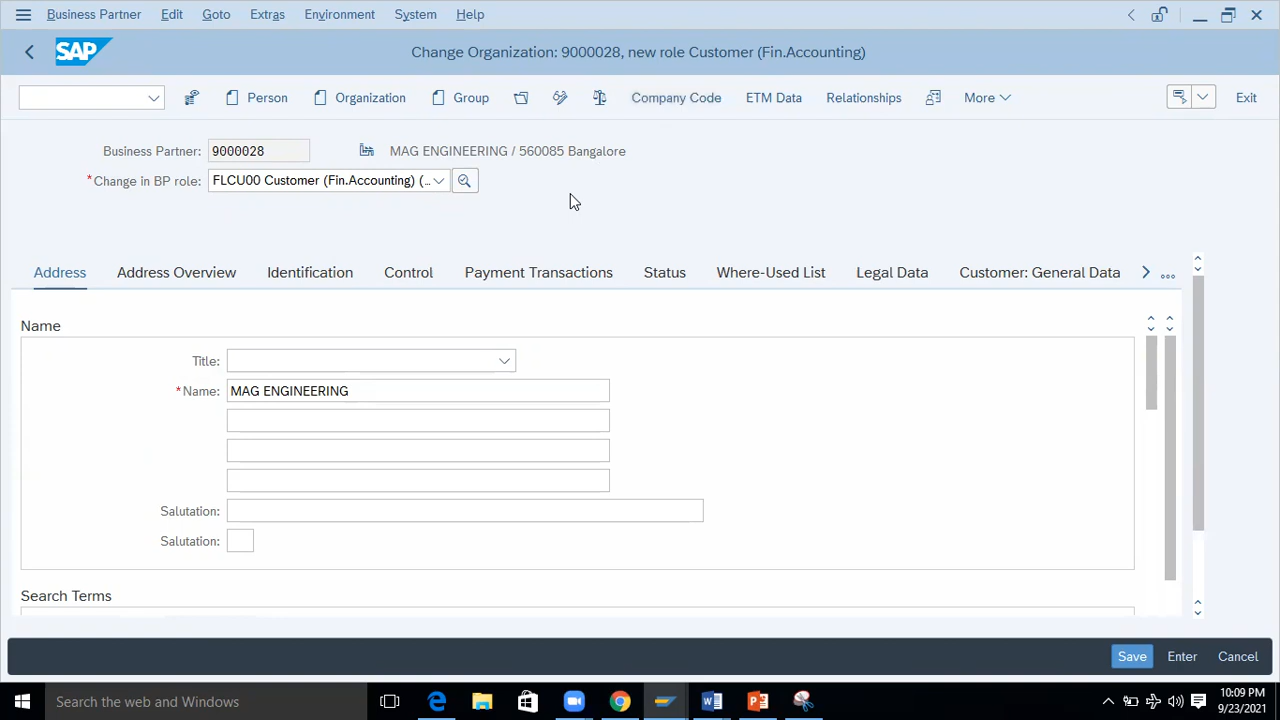 Business Partner Edit Goto Extras Environment System Help
SAP Change Organization: 9000028, new role Customer (Fin.Accounting)
Person Organization Group Company Code ETM Data Relationships More Exit
Business Partner: 9000028 MAG ENGINEERING / 560085 Bangalore
*Change in BP role: FLCU00 Customer (Fin.Accounting) (...
Address Address Overview Identification Control Payment Transactions Status Where-Used List Legal Data Customer: General Data
Name
Title:
*Name: MAG ENGINEERING
Salutation:
Salutation:
Search Terms
Save Enter Cancel
Search the web and Windows 10:09 PM
9/23/2021